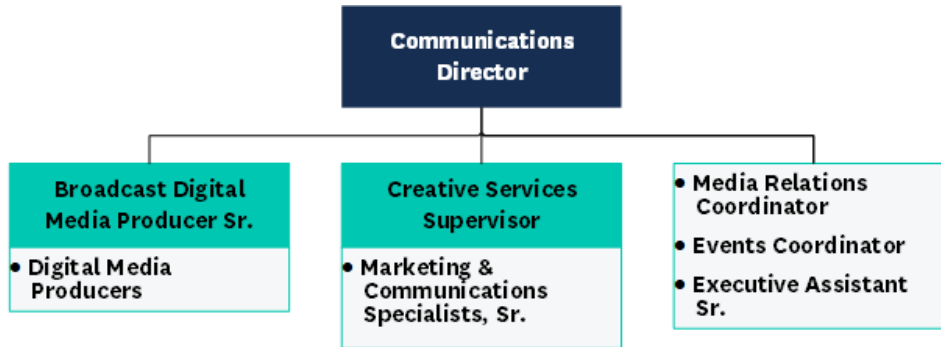 Communications
Director
Broadcast Digital
Media Producer Sr.
• Digital Media
Producers
Creative Services
Supervisor
• Marketing &
Communications
Specialists, Sr.
• Media Relations
Coordinator
• Events Coordinator
• Executive Assistant
Sr.